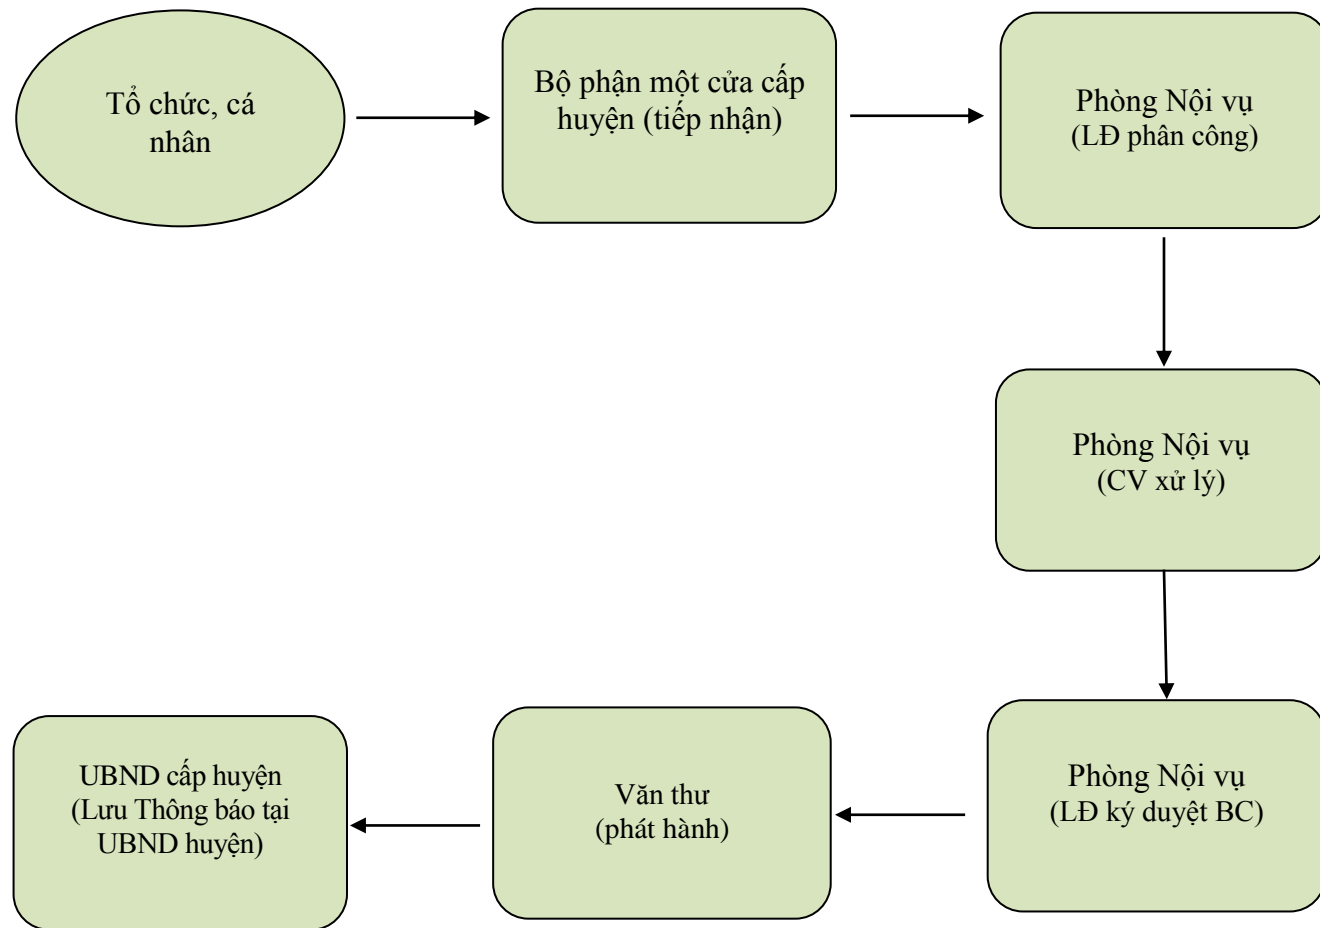 Tổ chức, cá
nhân
Bộ phận một cửa cấp
huyện (tiếp nhận)
Phòng Nội vụ
(LĐ phân công)
Phòng Nội vụ
(CV xử lý)
Phòng Nội vụ
(LĐ ký duyệt BC)
Văn thư
(phát hành)
UBND cấp huyện
(Lưu Thông báo tại
UBND huyện)